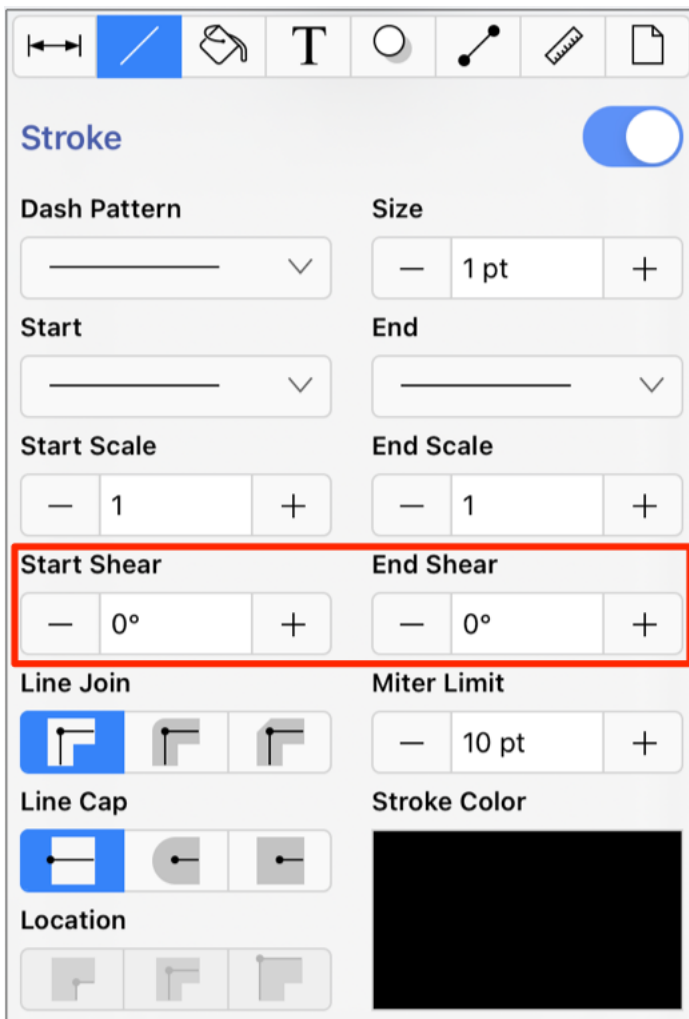 T
Stroke
Dash Pattern Size
1 pt
Start End
Start Scale End Scale
1 1
Start Shear End Shear
0° 0°
Line Join Miter Limit
10 pt
Line Cap Stroke Color
Location